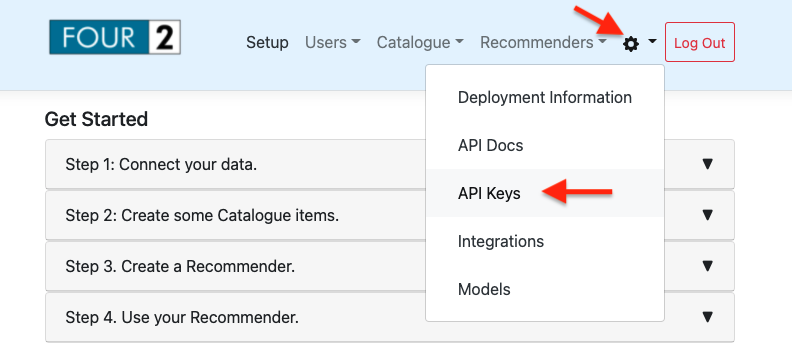 FOUR 2
Setup Users Catalogue Recommenders Log Out
Deployment Information
API Docs
API Keys
Integrations
Models
Get Started
Step 1: Connect your data.
Step 2: Create some Catalogue items.
Step 3. Create a Recommender.
Step 4. Use your Recommender.